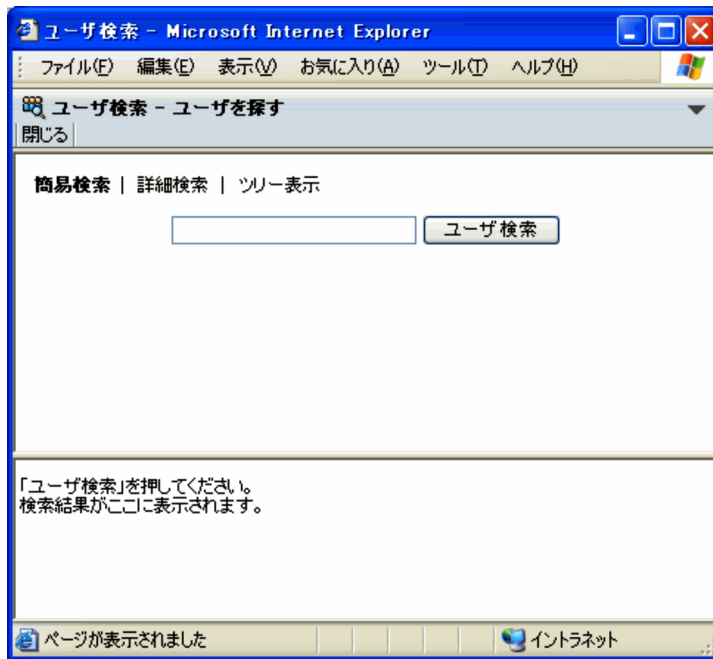 ユーザ検索 - Microsoft Internet Explorer
ファイル(F) 編集(E) 表示(V) お気に入り(A) ツール(T) ヘルプ(H)
ユーザ検索 - ユーザを探す
閉じる
簡易検索 | 詳細検索 | ツリー表示
ユーザ検索
「ユーザ検索」を押してください。
検索結果がここに表示されます。
ページが表示されました イントラネット